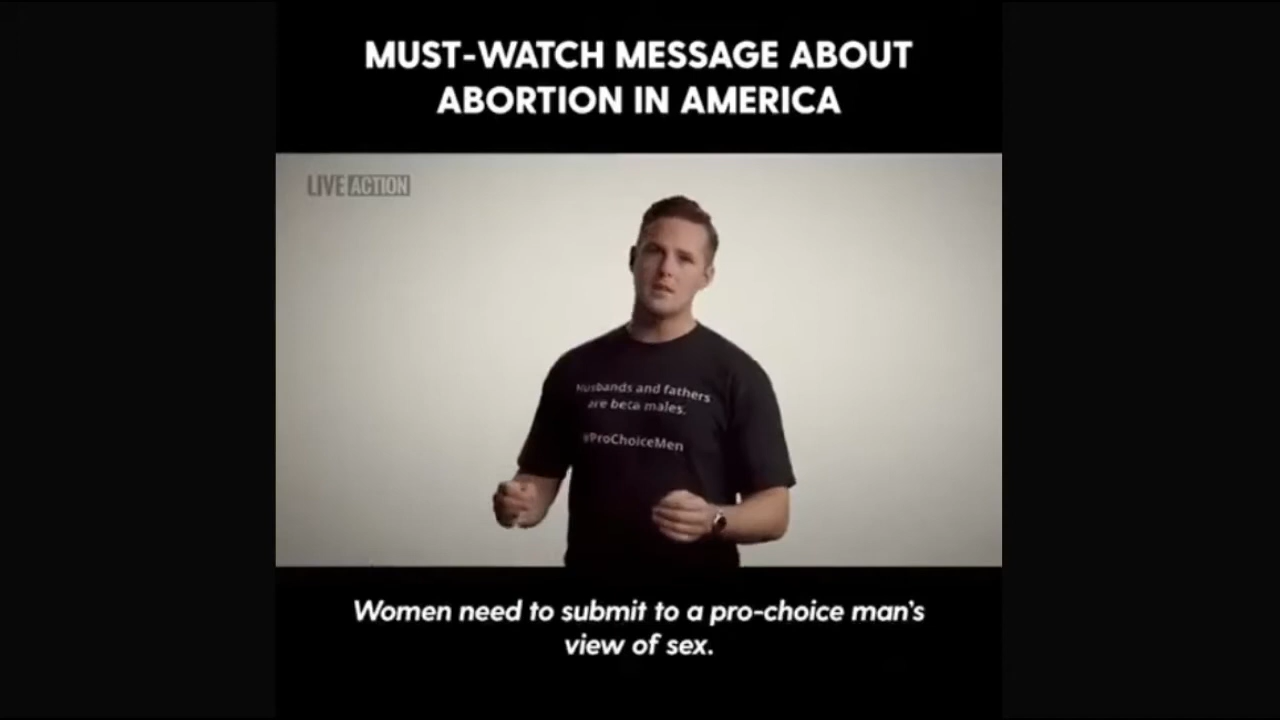 MUST-WATCH MESSAGE ABOUT
ABORTION IN AMERICA
LIVE ACTION
Husbands and fathers
are beta males.
#ProChoiceMen
Women need to submit to a pro-choice man's
view of sex.